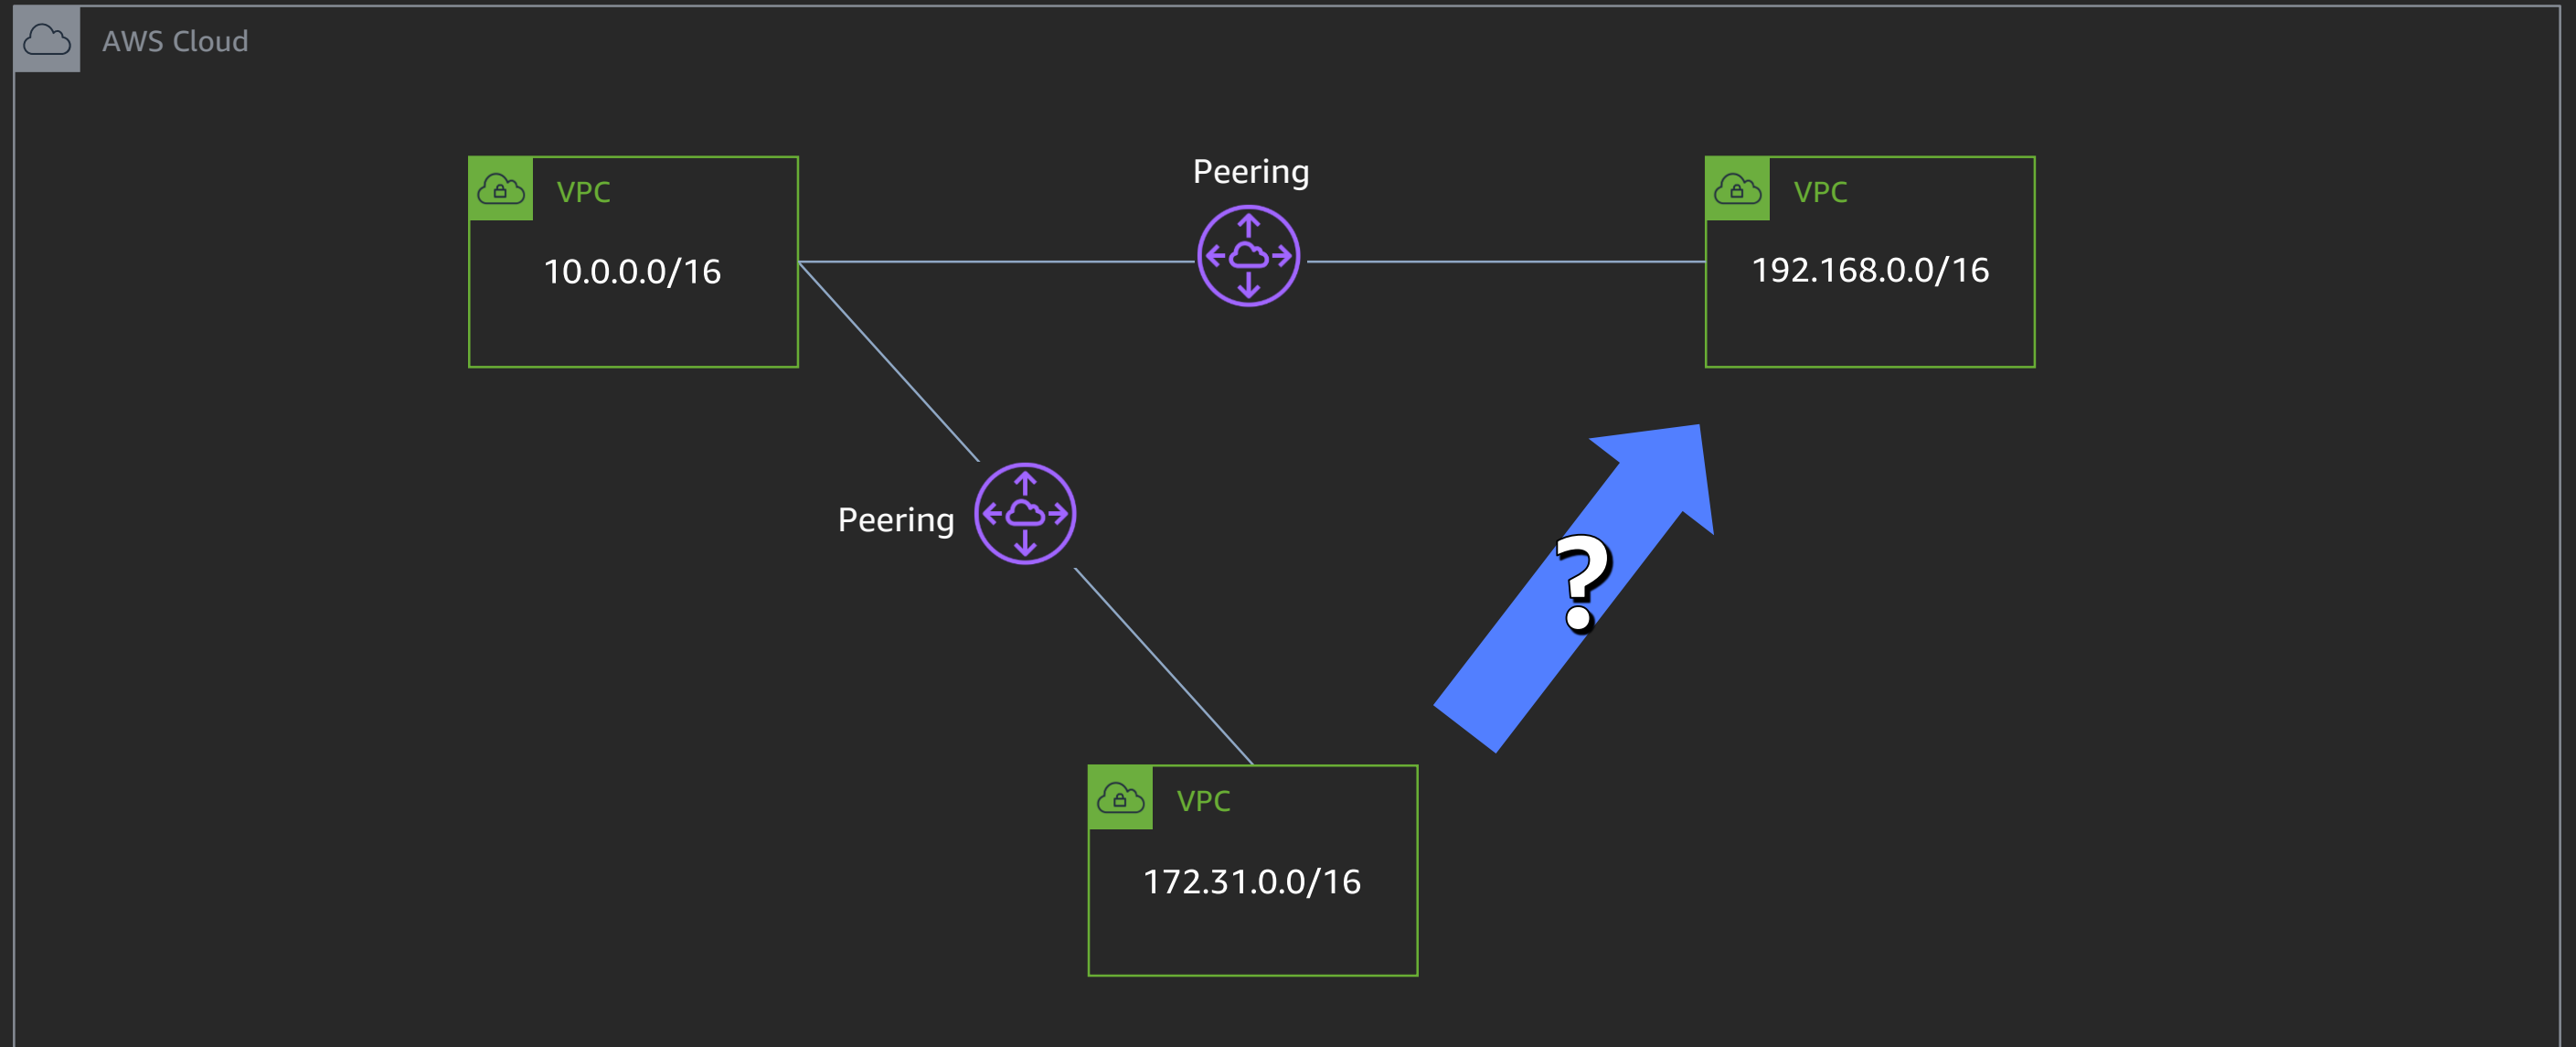 AWS Cloud
VPC
10.0.0.0/16
Peering
VPC
192.168.0.0/16
Peering
?
VPC
172.31.0.0/16